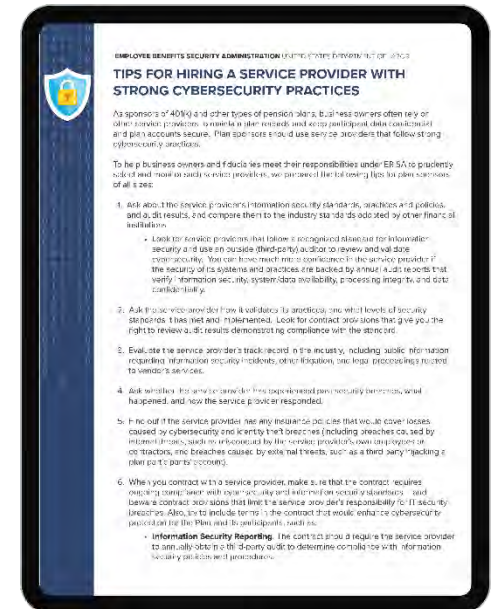 EMPLOYEE BENEFITS SECURITY ADMINISTRATION UNITED STATES DEPARTMENT OF LABOR
TIPS FOR HIRING A SERVICE PROVIDER WITH
STRONG CYBERSECURITY PRACTICES
As sponsors of 401(k) and other types of pension plans, business owners often rely on
other service providers to maintain plan records and keep participant data confidential
and plan accounts secure. Plan sponsors should use service providers that follow strong
cybersecurity practices.
To help business owners and fiduciaries meet their responsibilities under ERISA to prudently
select and monitor such service providers, we prepared the following tips for plan sponsors
of all sizes:
1. Ask about the service provider's information security standards, practices and policies,
and audit results, and compare them to the industry standards adopted by other financial
institutions.
• Look for service providers that follow a recognized standard for information
security and use an outside (third-party) auditor to review and validate
cybersecurity. You can have much more confidence in the service provider if
the security of its systems and practices are backed by annual audit reports that
verify information security, system/data availability, processing integrity, and data
confidentiality.
2. Ask the service provider how it validates its practices, and what levels of security
standards it has met and implemented. Look for contract provisions that give you the
right to review audit results demonstrating compliance with the standard.
3. Evaluate the service provider's track record in the industry, including public information
regarding information security incidents, other litigation, and legal proceedings related
to vendor's services.
4. Ask whether the service provider has experienced past security breaches, what
happened, and how the service provider responded.
5. Find out if the service provider has any insurance policies that would cover losses
caused by cybersecurity and identity theft breaches (including breaches caused by
internal threats, such as misconduct by the service provider's own employees or
contractors, and breaches caused by external threats, such as a third party hijacking a
plan participants' account).
6. When you contract with a service provider, make sure that the contract requires
ongoing compliance with cybersecurity and information security standards – and
beware contract provisions that limit the service provider's responsibility for IT security
breaches. Also, try to include terms in the contract that would enhance cybersecurity
protection for the Plan and its participants, such as:
• Information Security Reporting. The contract should require the service provider
to annually obtain a third-party audit to determine compliance with information
security policies and procedures.